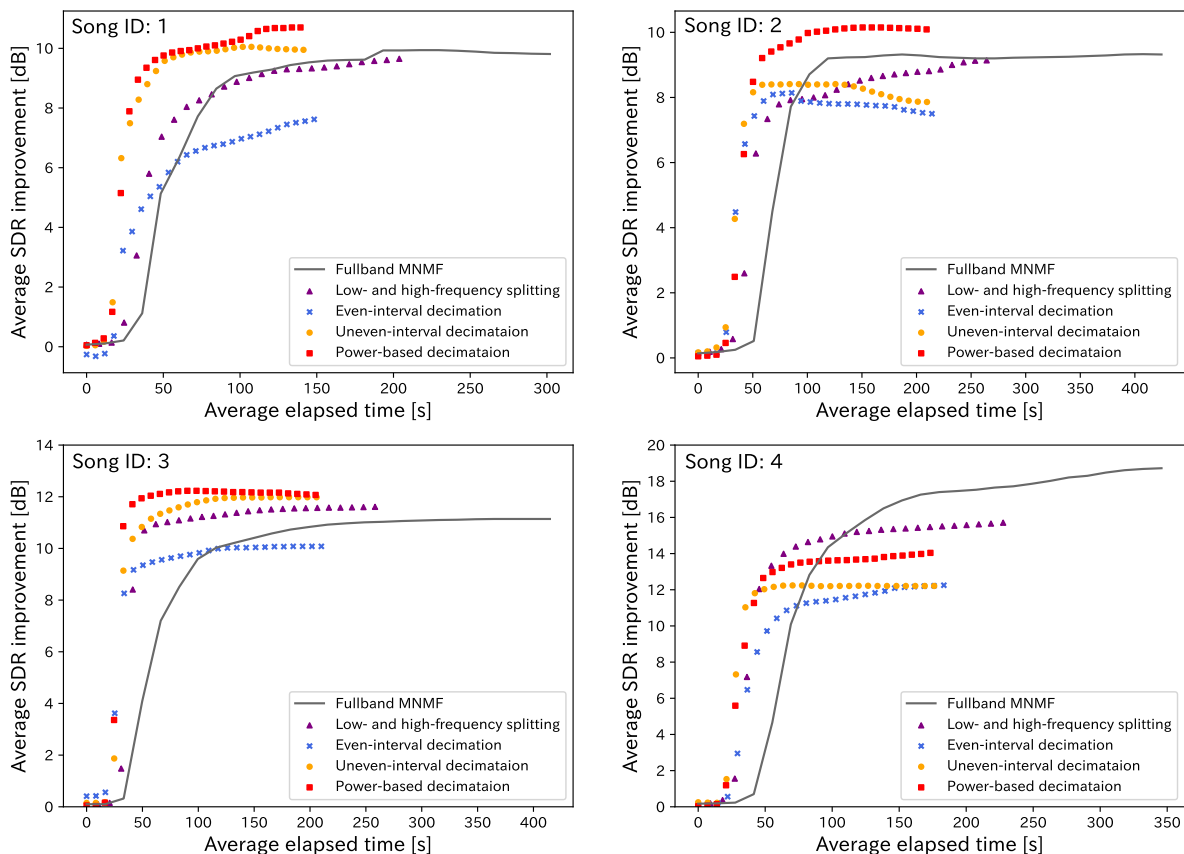 Song ID: 1
Average SDR improvement [dB]
10
8
6
4
2
0
Fullband MNMF
Low- and high-frequency splitting
Even-interval decimation
Uneven-interval decimataion
Power-based decimataion
0 50 100 150 200 250 300
Average elapsed time [s]
Song ID: 2
Average SDR improvement [dB]
10
8
6
4
2
0
Fullband MNMF
Low- and high-frequency splitting
Even-interval decimation
Uneven-interval decimataion
Power-based decimataion
0 50 100 150 200 250 300 350 400
Average elapsed time [s]
Song ID: 3
Average SDR improvement [dB]
14
12
10
8
6
4
2
0
Fullband MNMF
Low- and high-frequency splitting
Even-interval decimation
Uneven-interval decimataion
Power-based decimataion
0 50 100 150 200 250 300 350 400
Average elapsed time [s]
Song ID: 4
Average SDR improvement [dB]
20
18
16
14
12
10
8
6
4
2
0
Fullband MNMF
Low- and high-frequency splitting
Even-interval decimation
Uneven-interval decimataion
Power-based decimataion
0 50 100 150 200 250 300 350
Average elapsed time [s]